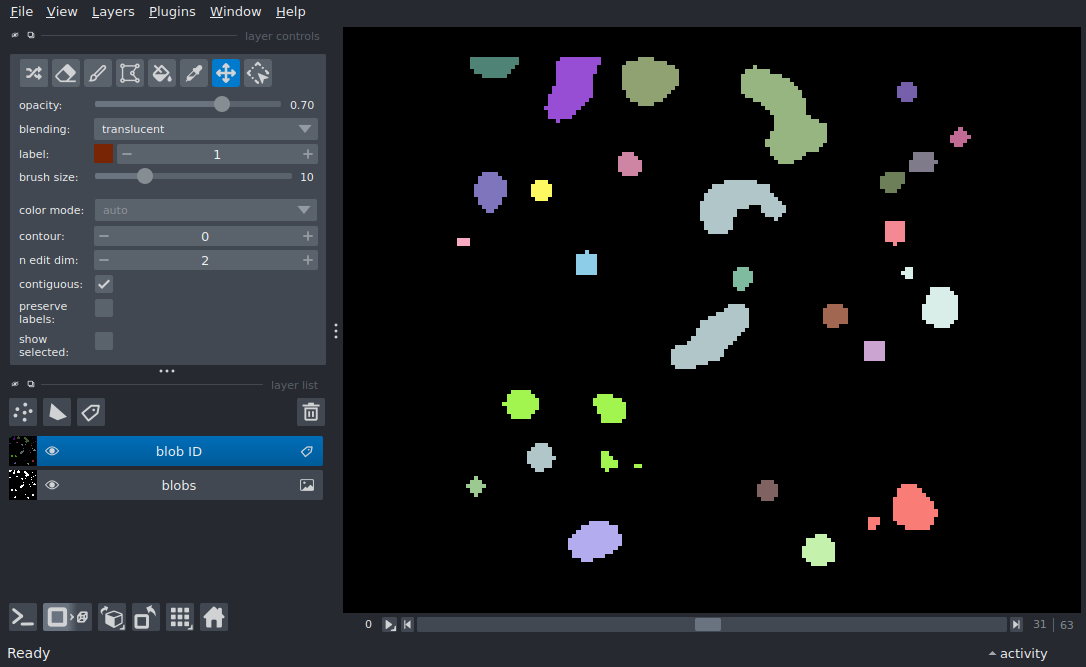 File View Layers Plugins Window Help
layer controls
opacity: 0.70
blending: translucent
label: 1
brush size: 10
color mode: auto
contour: 0
n edit dim: 2
contiguous:
preserve
labels:
show
selected:
layer list
blob ID
blobs
0 31 63
Ready activity